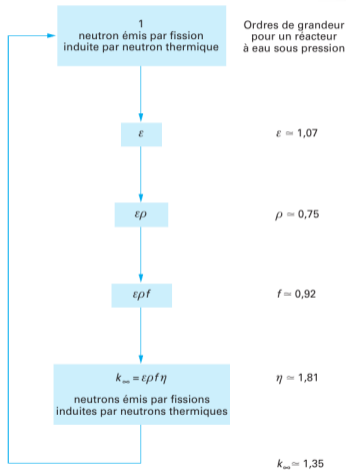 1
neutron émis par fission
induite par neutron thermique
Ordres de grandeur
pour un réacteur
à eau sous pression
ε
ε ≃ 1,07
ερ
ρ ≃ 0,75
ερf
f ≃ 0,92
k∞ = ερfη
η ≃ 1,81
neutrons émis par fissions
induites par neutrons thermiques
k∞ ≃ 1,35